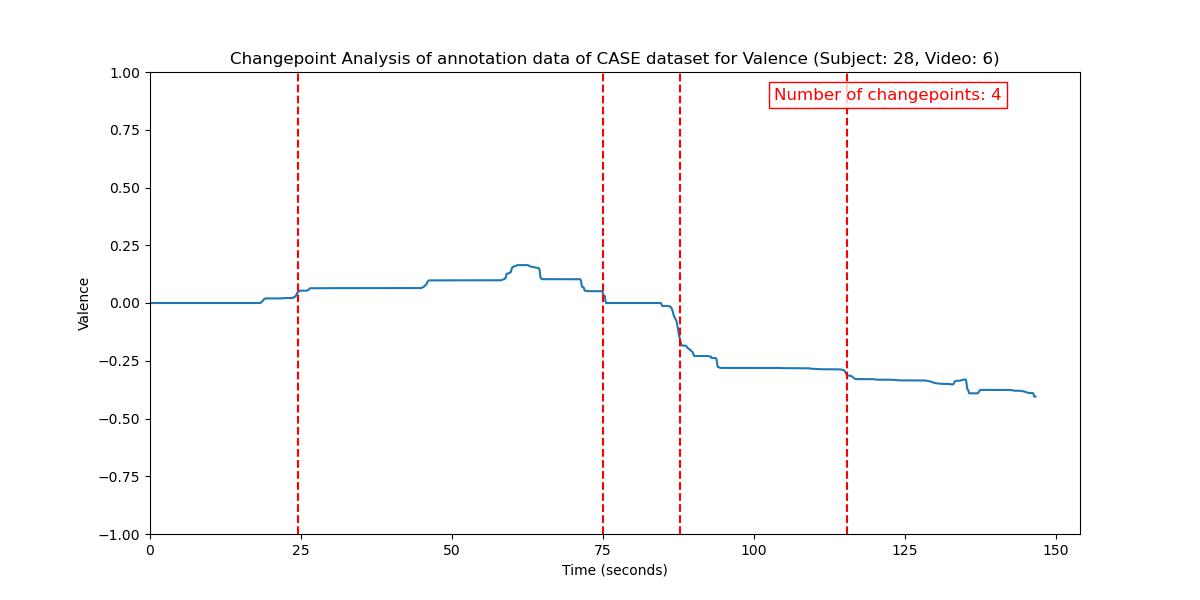 Changepoint Analysis of annotation data of CASE dataset for Valence (Subject: 28, Video: 6)
Number of changepoints: 4
Valence
1.00
0.75
0.50
0.25
0.00
−0.25
−0.50
−0.75
−1.00
0 25 50 75 100 125 150
Time (seconds)